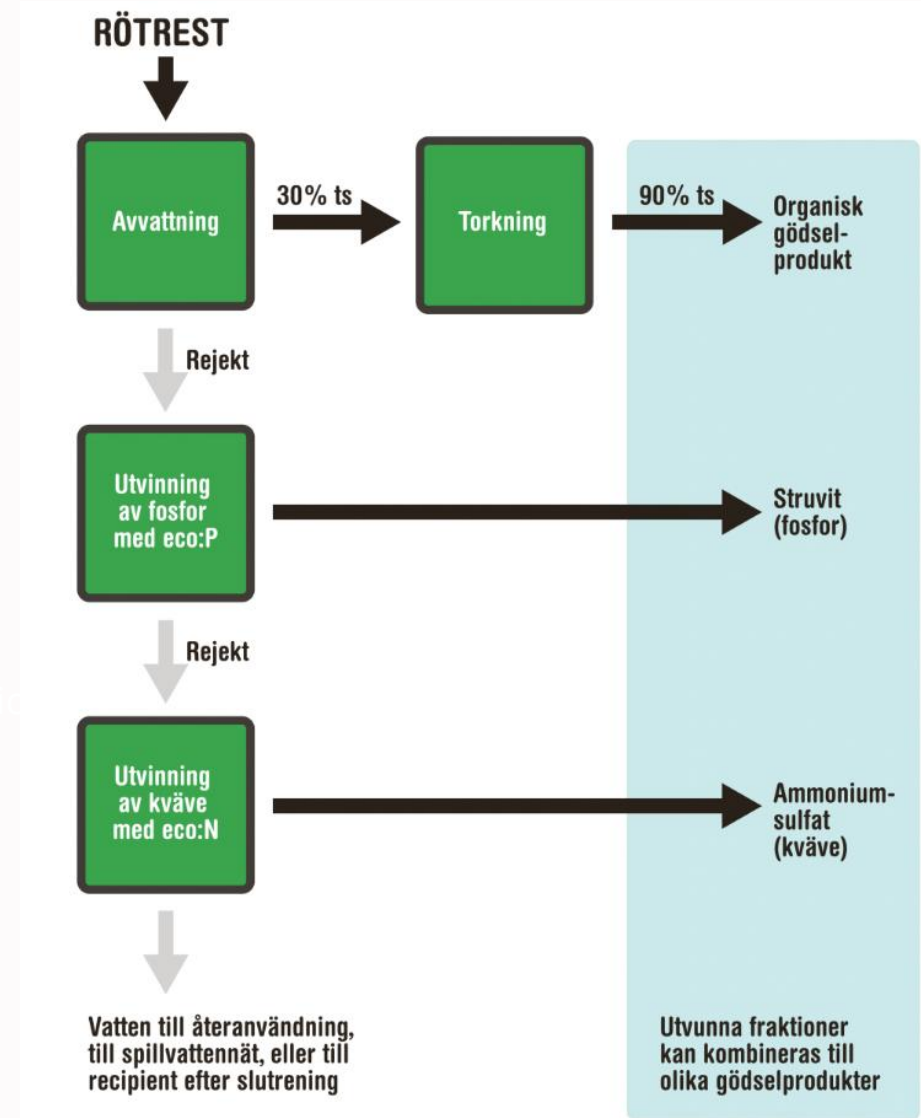 RÖTREST
Avvattning
30% ts
Torkning
90% ts
Organisk
gödsel-
produkt
Rejekt
Utvinning
av fosfor
med eco:P
Struvit
(fosfor)
Rejekt
Utvinning
av kväve
med eco:N
Ammonium-
sulfat
(kväve)
Vatten till återanvändning,
till spillvattennät, eller till
recipient efter slutrening
Utvunna fraktioner
kan kombineras till
olika gödselprodukter